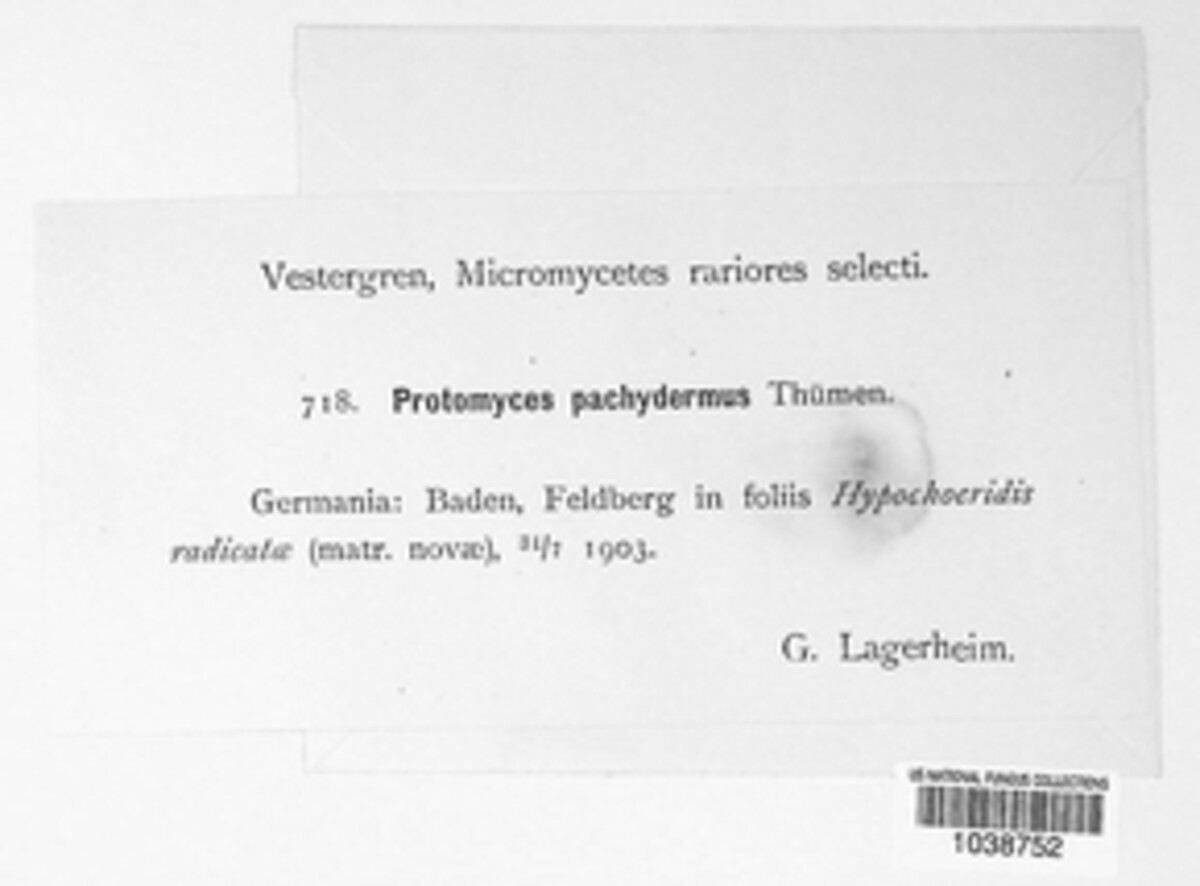 Vestergren, Micromycetes rariores selecti.
718. Protomyces pachydermus Thümen.
Germania: Baden, Feldberg in foliis Hypochoeridis
radicatæ (matr. novæ), 31/7 1903.
G. Lagerheim.
US NATIONAL FUNGUS COLLECTIONS
1038752